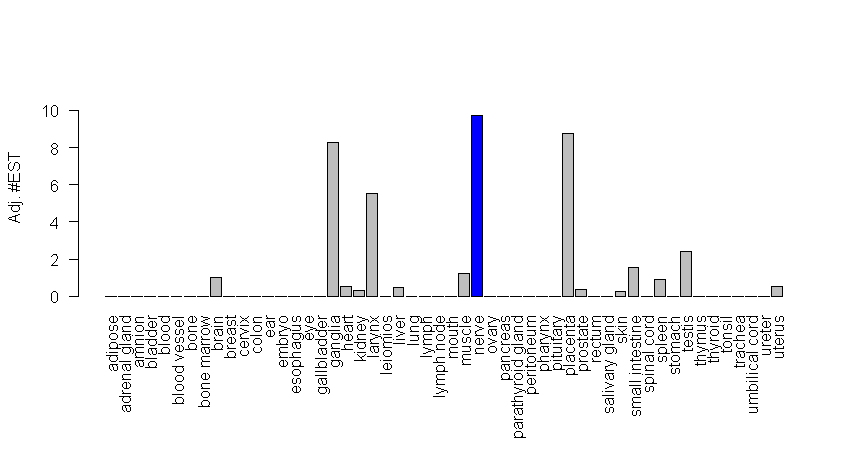 Adj. #EST
10
8
6
4
2
0
adipose
adrenal gland
amnion
bladder
blood
blood vessel
bone
bone marrow
brain
breast
cervix
colon
ear
embryo
esophagus
eye
gallbladder
ganglia
heart
kidney
larynx
leiomios
liver
lung
lymph
lymph node
mouth
muscle
nerve
ovary
pancreas
parathyroid gland
peritoneum
pharynx
pituitary
placenta
prostate
rectum
salivary gland
skin
small intestine
spinal cord
spleen
stomach
testis
thymus
thyroid
tonsil
trachea
umbilical cord
ureter
uterus